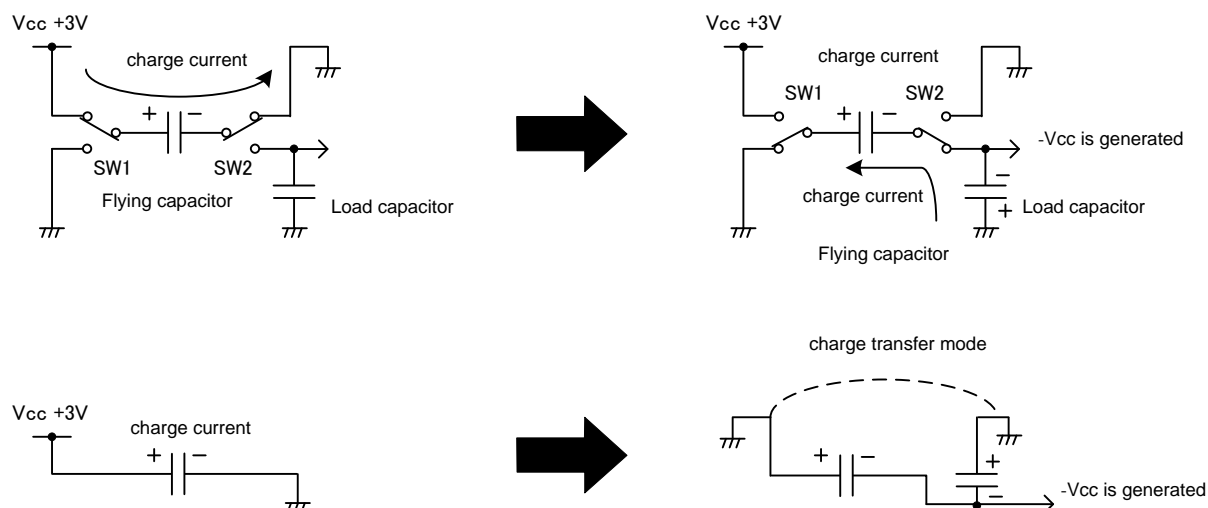 Vcc +3V
charge current
+
−
SW1
SW2
Flying capacitor
Load capacitor
Vcc +3V
charge current
SW1
+
−
SW2
-Vcc is generated
−
charge current
+
Load capacitor
Flying capacitor
Vcc +3V
charge current
+
−
charge transfer mode
+
−
+
−
-Vcc is generated